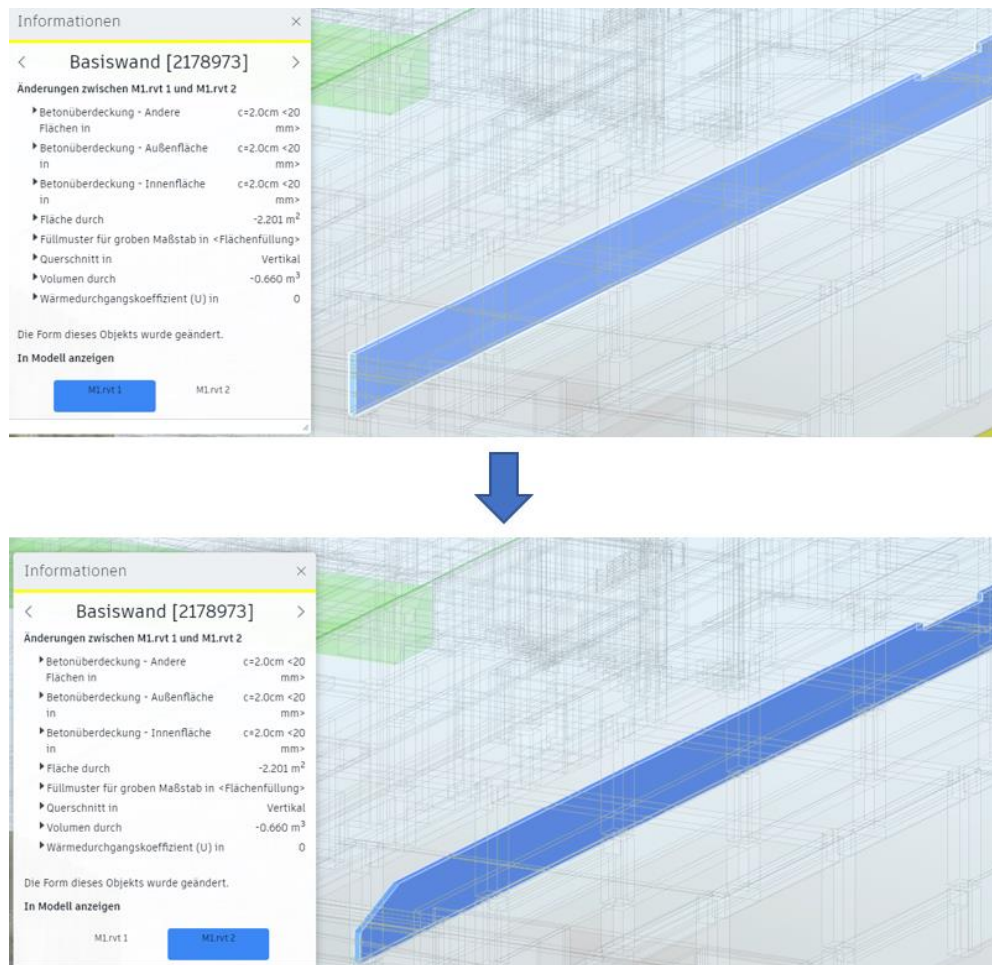 Informationen ×
< Basiswand [2178973] >
Änderungen zwischen M1.rvt 1 und M1.rvt 2
Betonüberdeckung - Andere c=2.0cm <20
Flächen in mm>
Betonüberdeckung - Außenfläche c=2.0cm <20
in mm>
Betonüberdeckung - Innenfläche c=2.0cm <20
in mm>
Fläche durch -2.201 m²
Füllmuster für groben Maßstab in <Flächenfüllung>
Querschnitt in Vertikal
Volumen durch -0.660 m³
Wärmedurchgangskoeffizient (U) in 0
Die Form dieses Objekts wurde geändert.
In Modell anzeigen
M1.rvt 1 M1.rvt 2
Informationen ×
< Basiswand [2178973] >
Änderungen zwischen M1.rvt 1 und M1.rvt 2
Betonüberdeckung - Andere c=2.0cm <20
Flächen in mm>
Betonüberdeckung - Außenfläche c=2.0cm <20
in mm>
Betonüberdeckung - Innenfläche c=2.0cm <20
in mm>
Fläche durch -2.201 m²
Füllmuster für groben Maßstab in <Flächenfüllung>
Querschnitt in Vertikal
Volumen durch -0.660 m³
Wärmedurchgangskoeffizient (U) in 0
Die Form dieses Objekts wurde geändert.
In Modell anzeigen
M1.rvt 1 M1.rvt 2